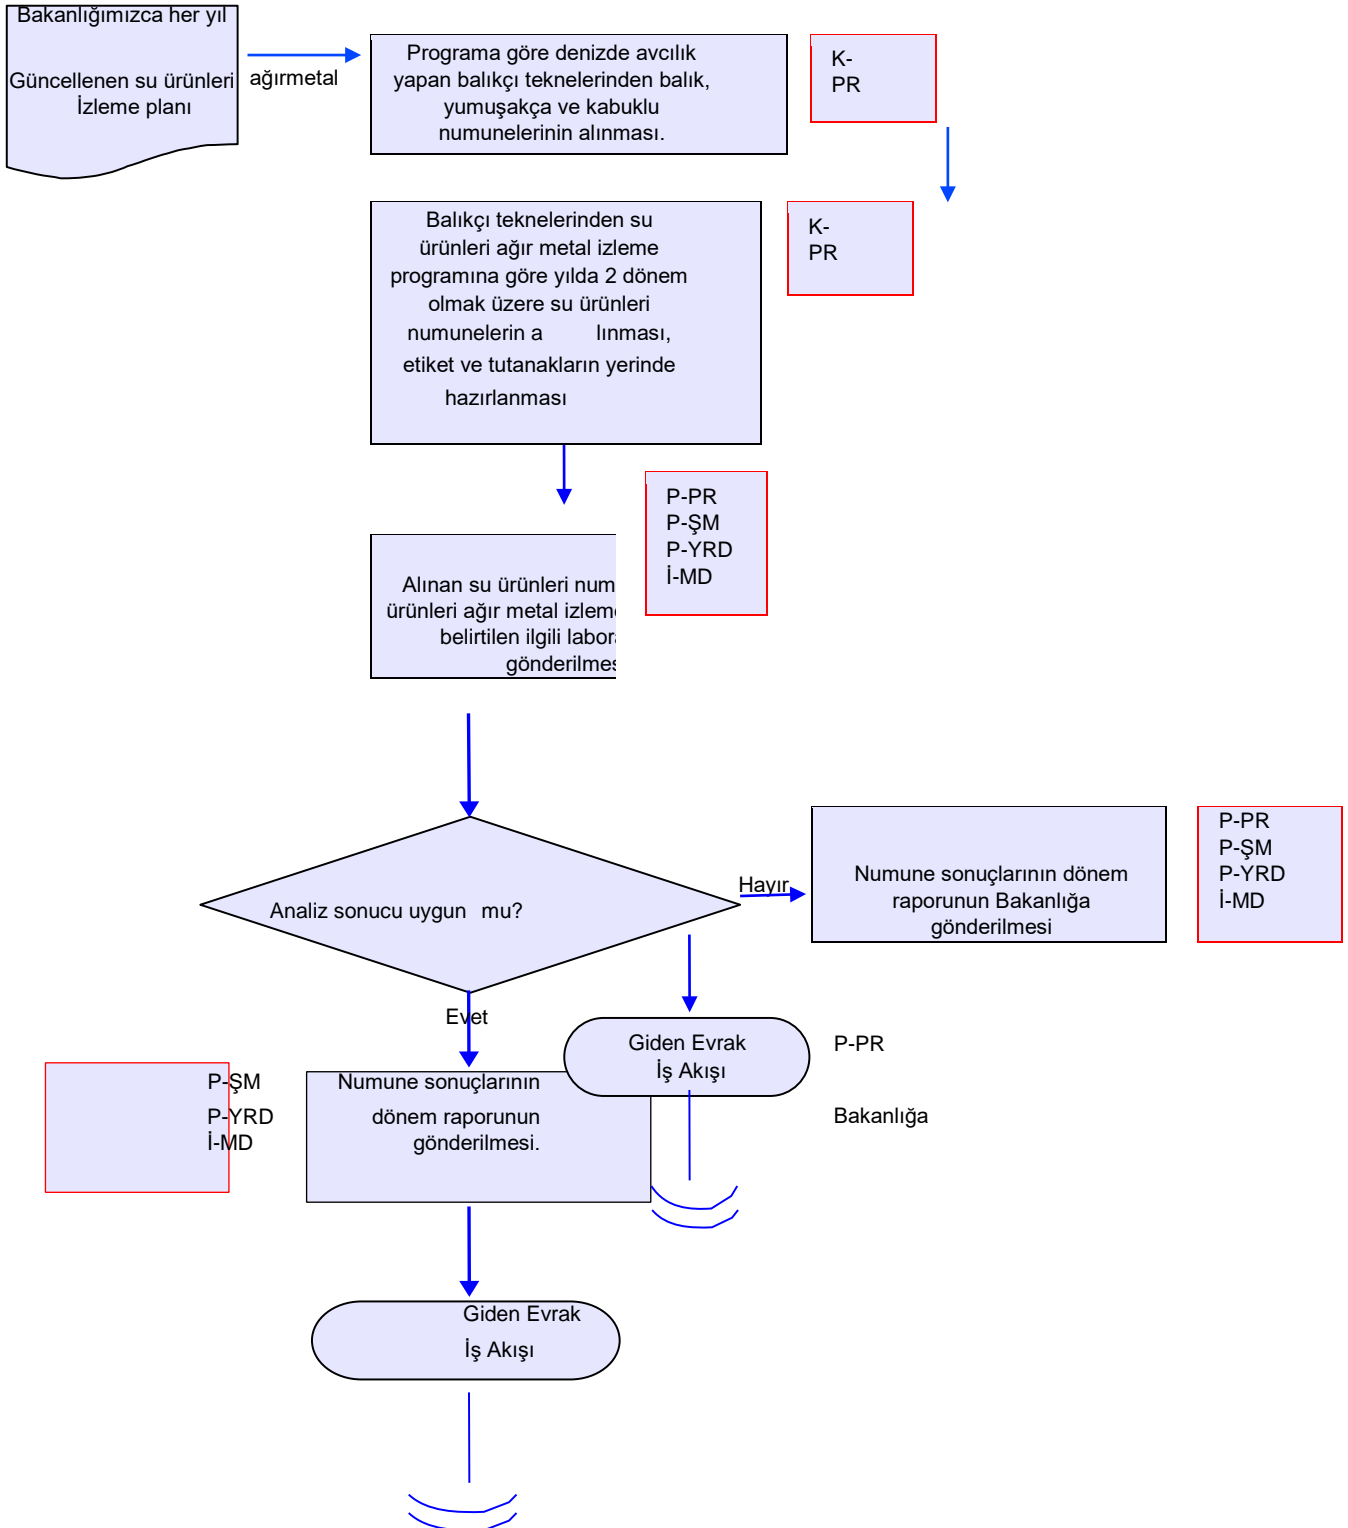 Bakanlığimızca her yıl
Güncellenen su ürünleri
İzleme planı
ağırmetal
Programa göre denizde avcılık
yapan balıkçı teknelerinden balık,
yumuşakça ve kabuklu
numunelerinin alınması.
K-
PR
Balıkçı teknelerinden su
ürünleri ağır metal izleme
programına göre yılda 2 dönem
olmak üzere su ürünleri
numunelerin a lınması,
etiket ve tutanakların yerinde
hazırlanması
K-
PR
P-PR
P-ŞM
P-YRD
İ-MD
Alınan su ürünleri num
ürünleri ağır metal izleme
belirtilen ilgili labora
gönderilmes
Analiz sonucu uygun mu?
Hayır
Numune sonuçlarının dönem
raporunun Bakanlığa
gönderilmesi
P-PR
P-ŞM
P-YRD
İ-MD
Evet
Giden Evrak
İş Akışı
P-PR
Bakanlığa
P-ŞM
P-YRD
İ-MD
Numune sonuçlarının
dönem raporunun
gönderilmesi.
Giden Evrak
İş Akışı